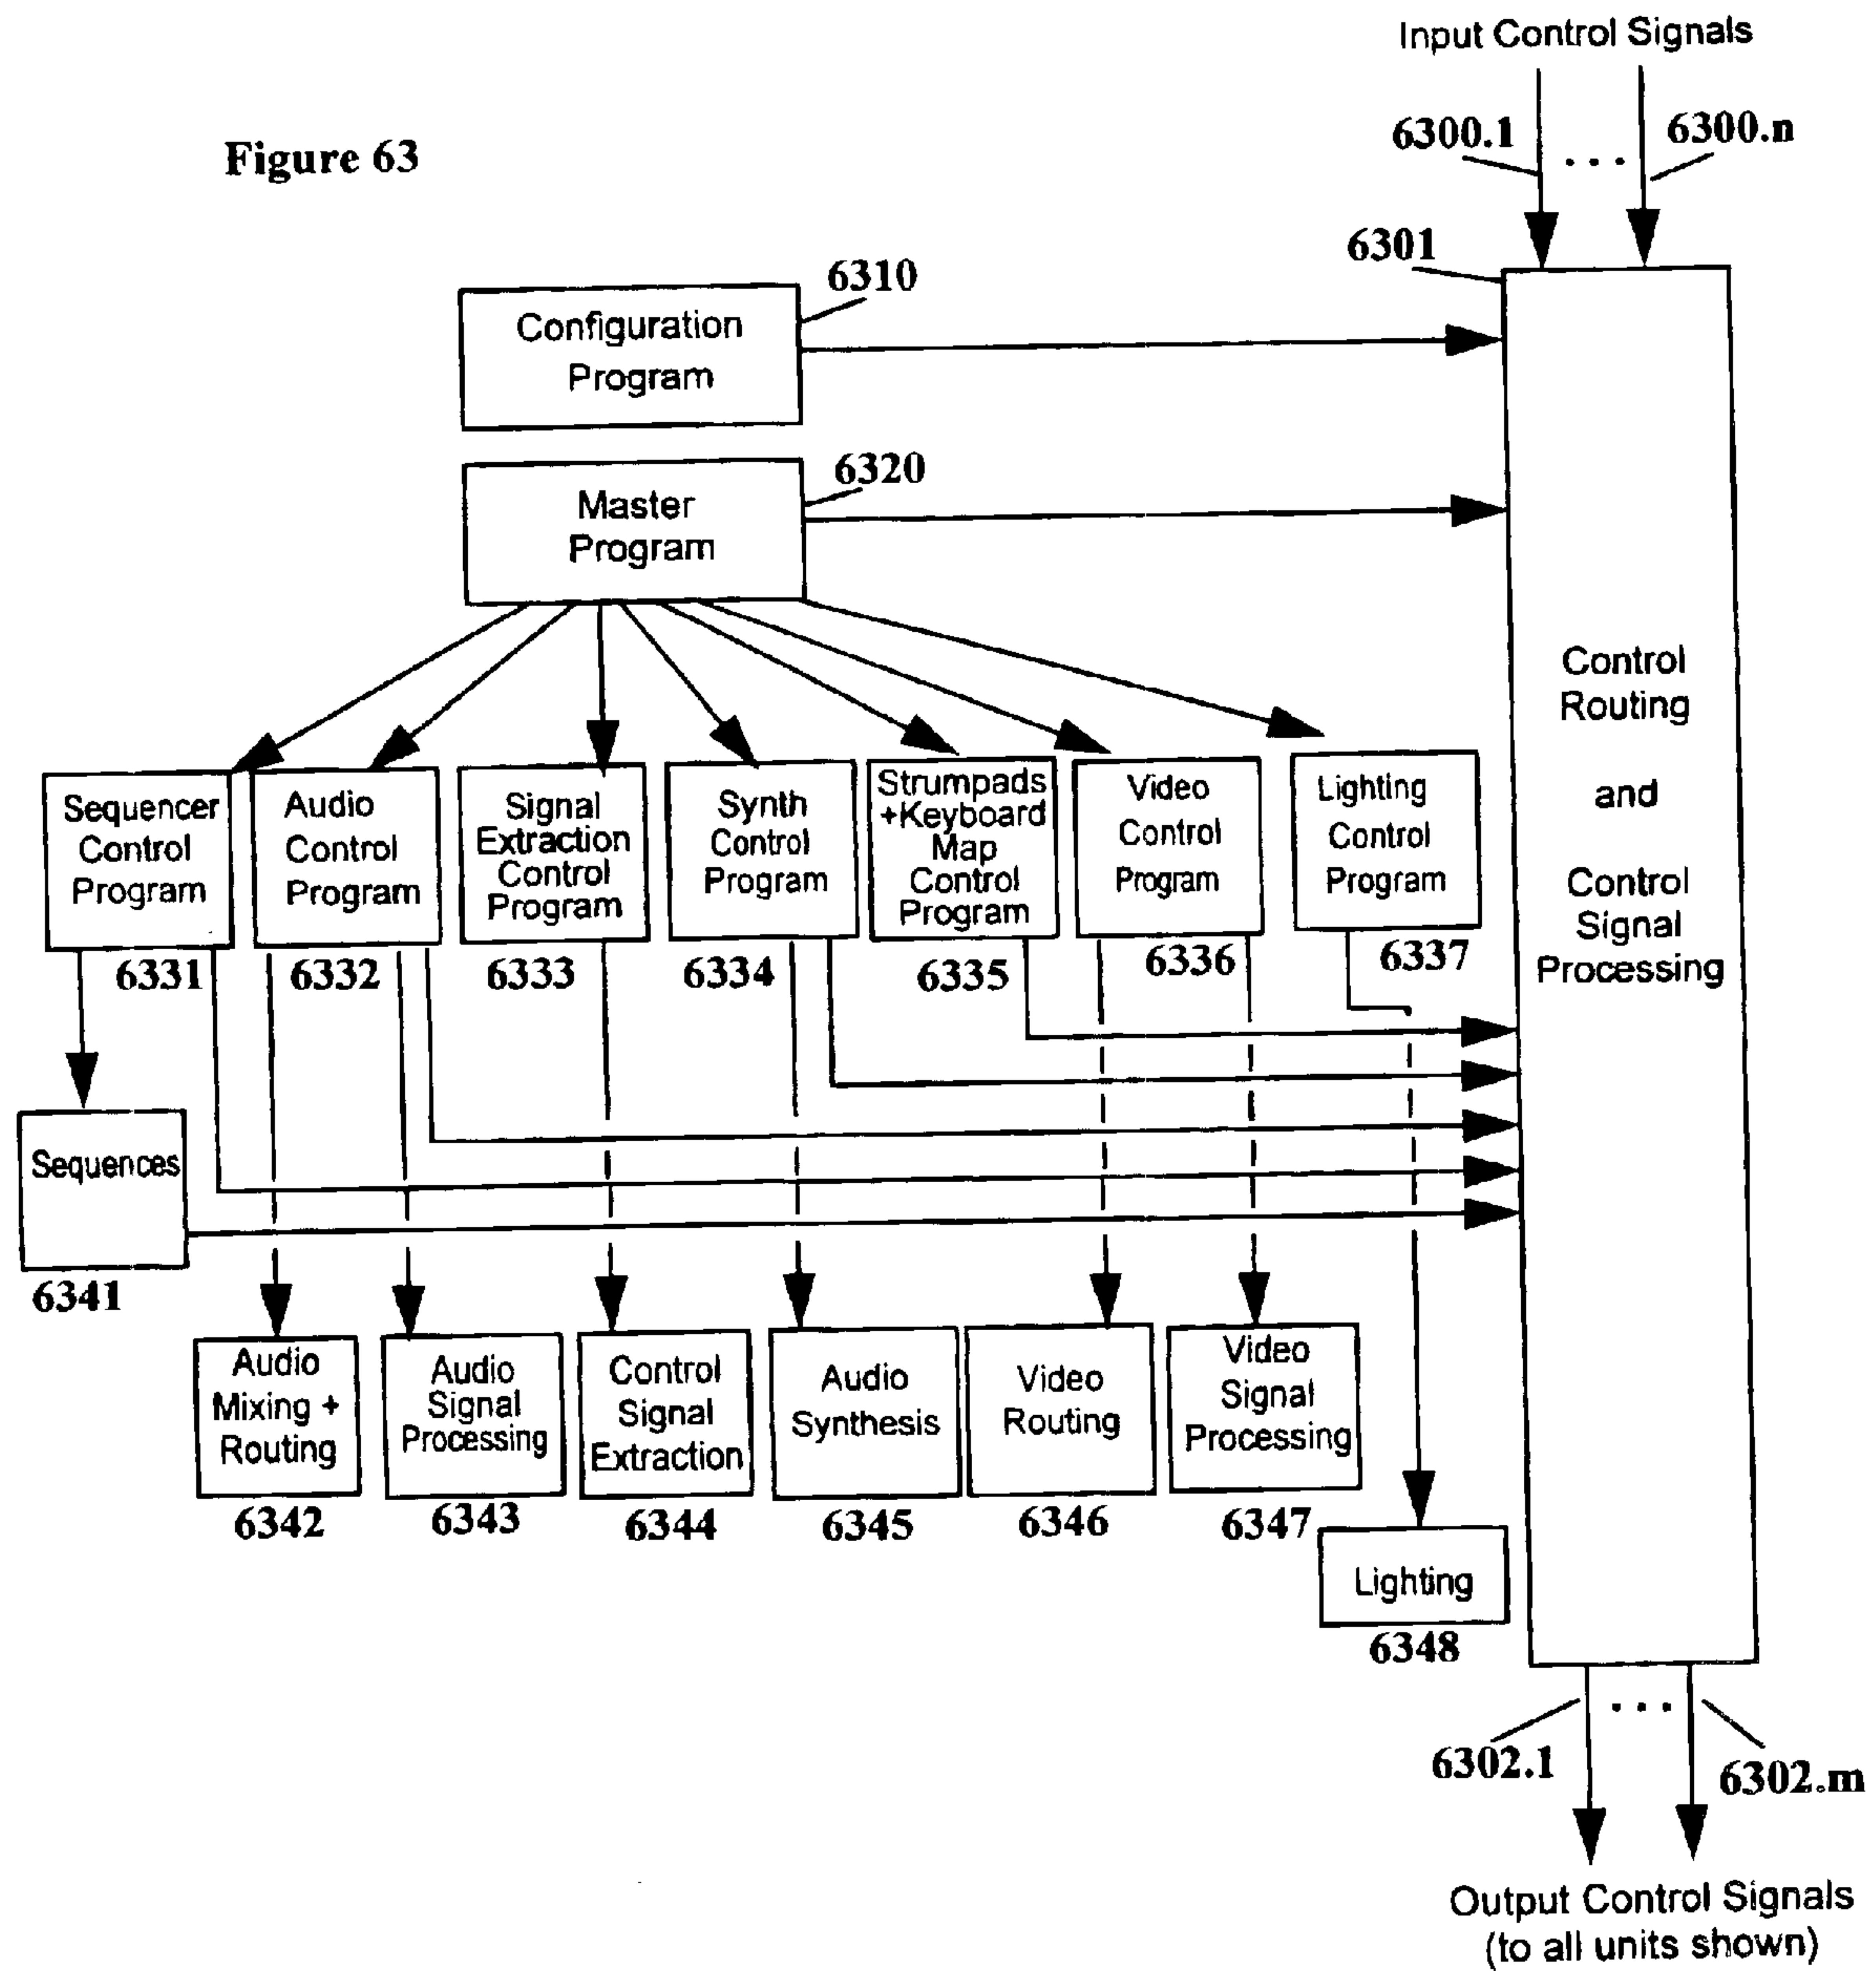 Input Control Signals
6300.1
. . .
6300.n
Figure 63
6301
6310
Configuration
Program
6320
Master
Program
Control
Routing
and
Control
Signal
Processing
Sequencer
Control
Program
Audio
Control
Program
Signal
Extraction
Control
Program
Synth
Control
Program
Strumpads
+Keyboard
Map
Control
Program
Video
Control
Program
Lighting
Control
Program
6331
6332
6333
6334
6335
6336
6337
Sequences
6341
Audio
Mixing +
Routing
Audio
Signal
Processing
Control
Signal
Extraction
Audio
Synthesis
Video
Routing
Video
Signal
Processing
6342
6343
6344
6345
6346
6347
Lighting
6348
. . .
6302.1
6302.m
Output Control Signals
(to all units shown)